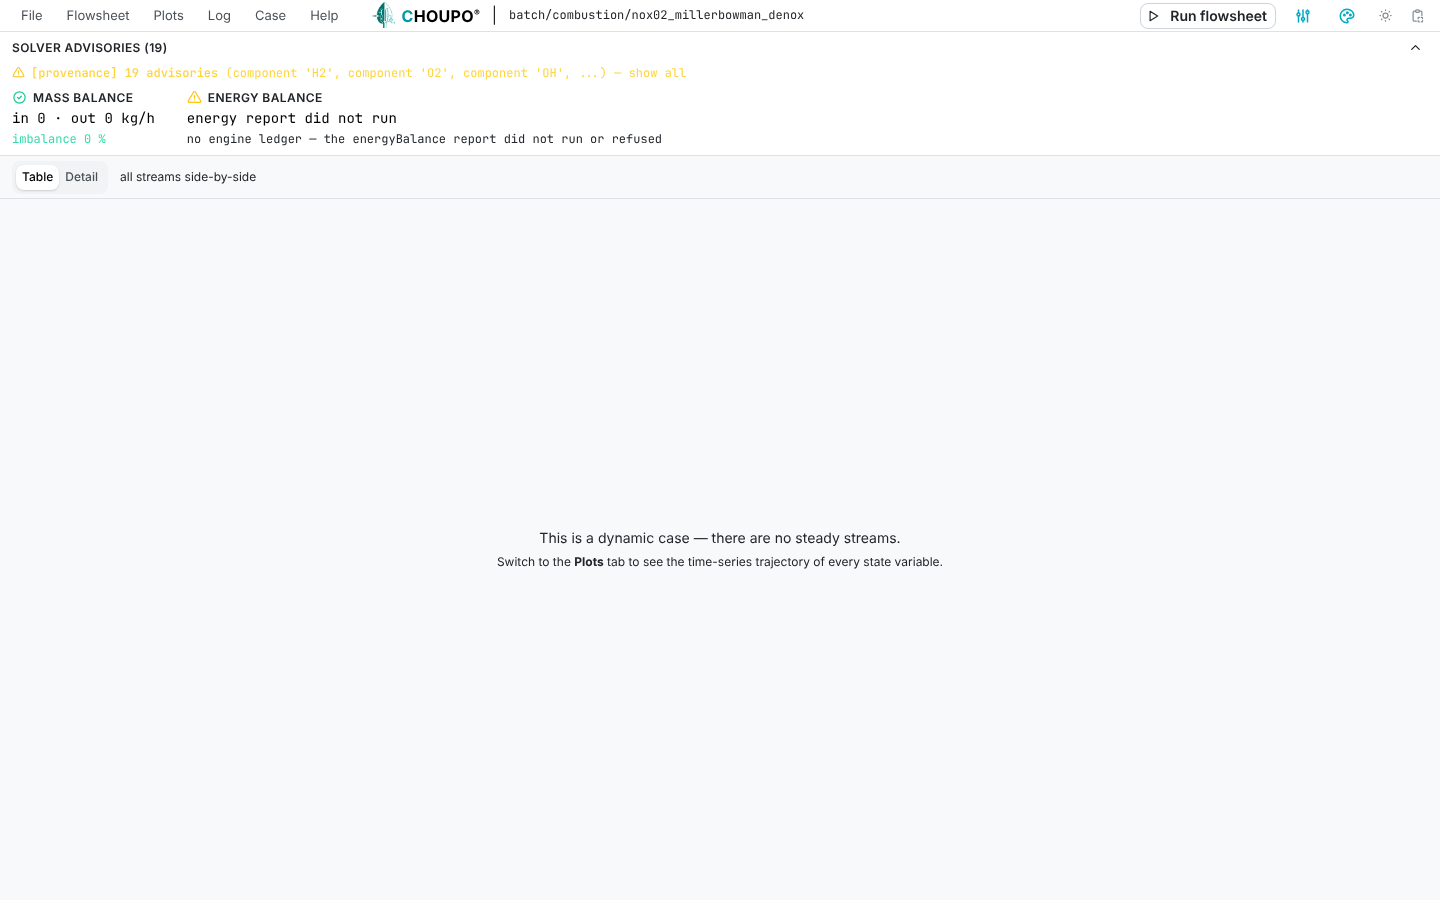 File Flowsheet Plots Log Case Help CHOUPO® batch/combustion/nox02_millerbowman_denox Run flowsheet
SOLVER ADVISORIES (19)
[provenance] 19 advisories (component 'H2', component 'O2', component 'OH', ...) — show all
MASS BALANCE ENERGY BALANCE
in 0 · out 0 kg/h energy report did not run
imbalance 0 % no engine ledger — the energyBalance report did not run or refused
Table Detail all streams side-by-side
This is a dynamic case — there are no steady streams.
Switch to the Plots tab to see the time-series trajectory of every state variable.